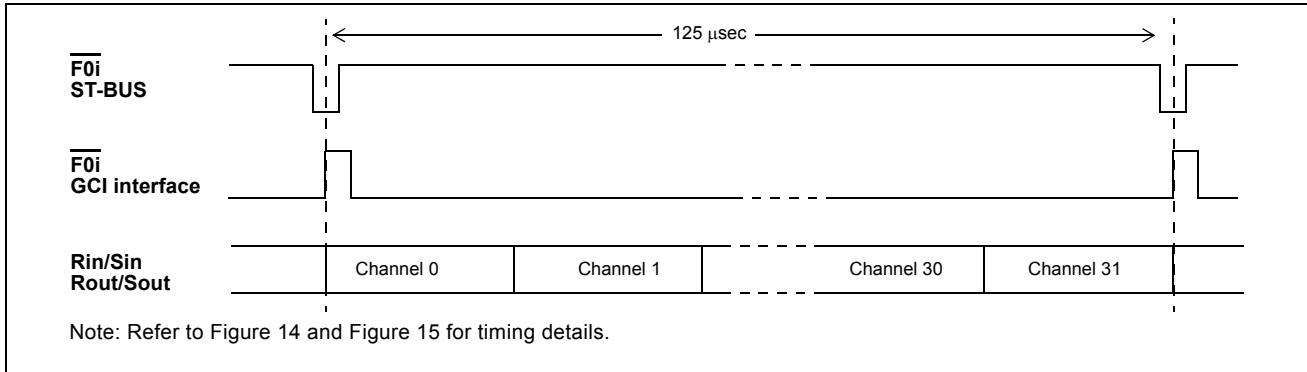 125 μsec
F0i
ST-BUS
F0i
GCI interface
Rin/Sin
Rout/Sout
Channel 0
Channel 1
Channel 30
Channel 31
Note: Refer to Figure 14 and Figure 15 for timing details.